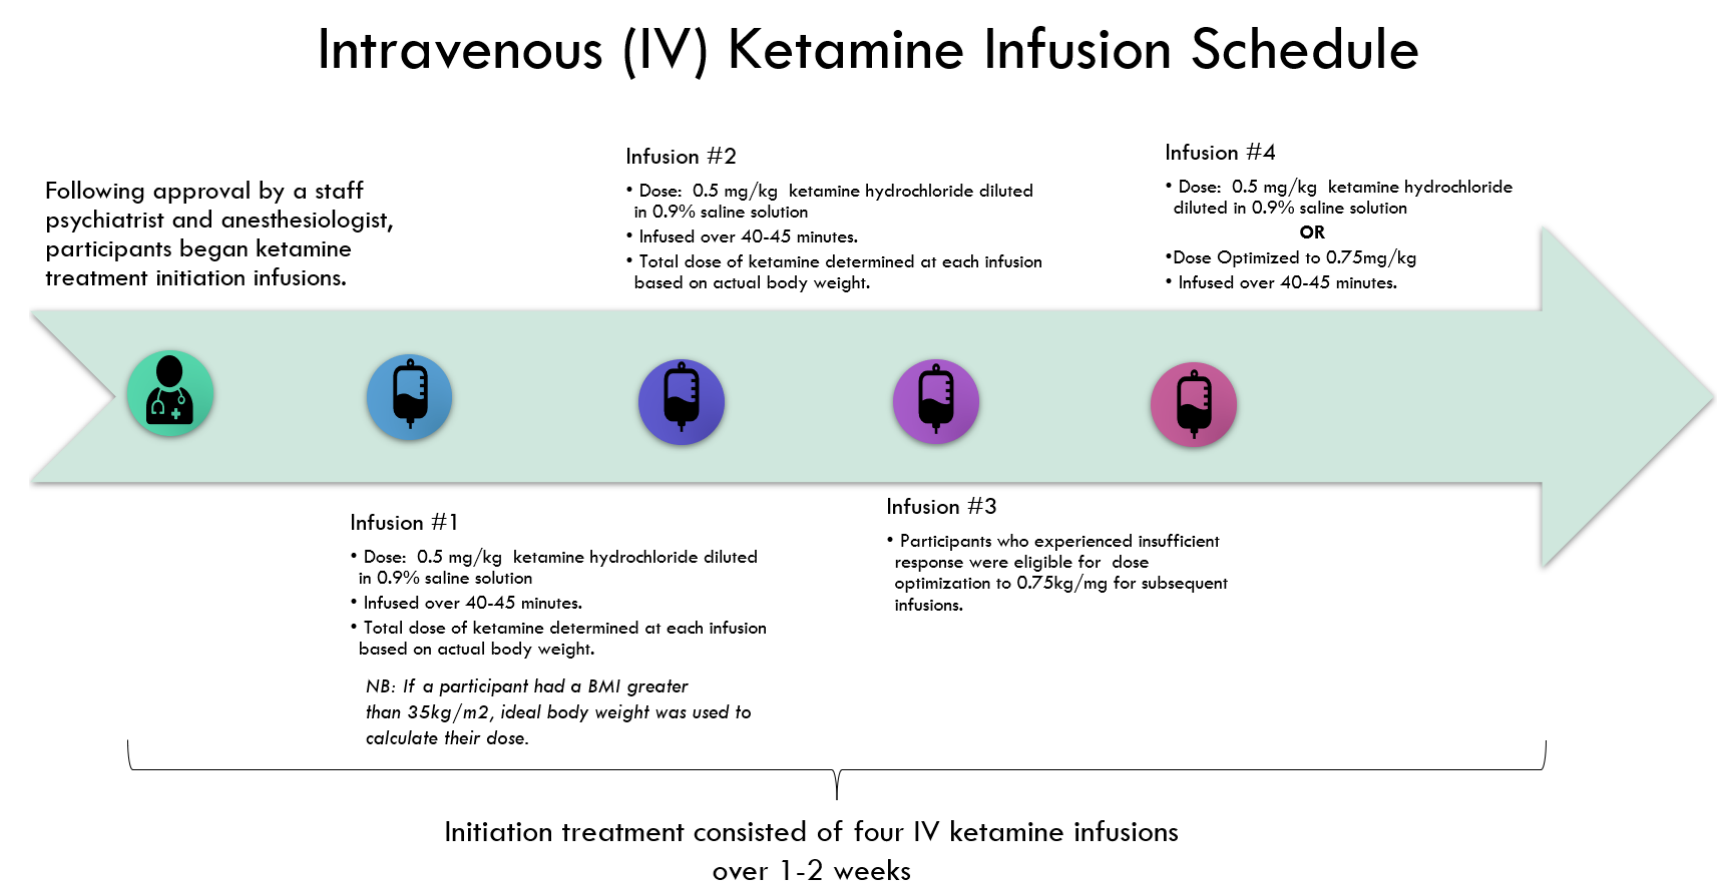 Intravenous (IV) Ketamine Infusion Schedule
Following approval by a staff
psychiatrist and anesthesiologist,
participants began ketamine
treatment initiation infusions.
Infusion #1
• Dose:  0.5 mg/kg  ketamine hydrochloride diluted
in 0.9% saline solution
• Infused over 40-45 minutes.
• Total dose of ketamine determined at each infusion
based on actual body weight.
NB: If a participant had a BMI greater
than 35kg/m2, ideal body weight was used to
calculate their dose.
Infusion #2
• Dose:  0.5 mg/kg  ketamine hydrochloride diluted
in 0.9% saline solution
• Infused over 40-45 minutes.
• Total dose of ketamine determined at each infusion
based on actual body weight.
Infusion #3
• Participants who experienced insufficient
response were eligible for  dose
optimization to 0.75kg/mg for subsequent
infusions.
Infusion #4
• Dose:  0.5 mg/kg  ketamine hydrochloride
diluted in 0.9% saline solution
OR
•Dose Optimized to 0.75mg/kg
• Infused over 40-45 minutes.
Initiation treatment consisted of four IV ketamine infusions
over 1-2 weeks